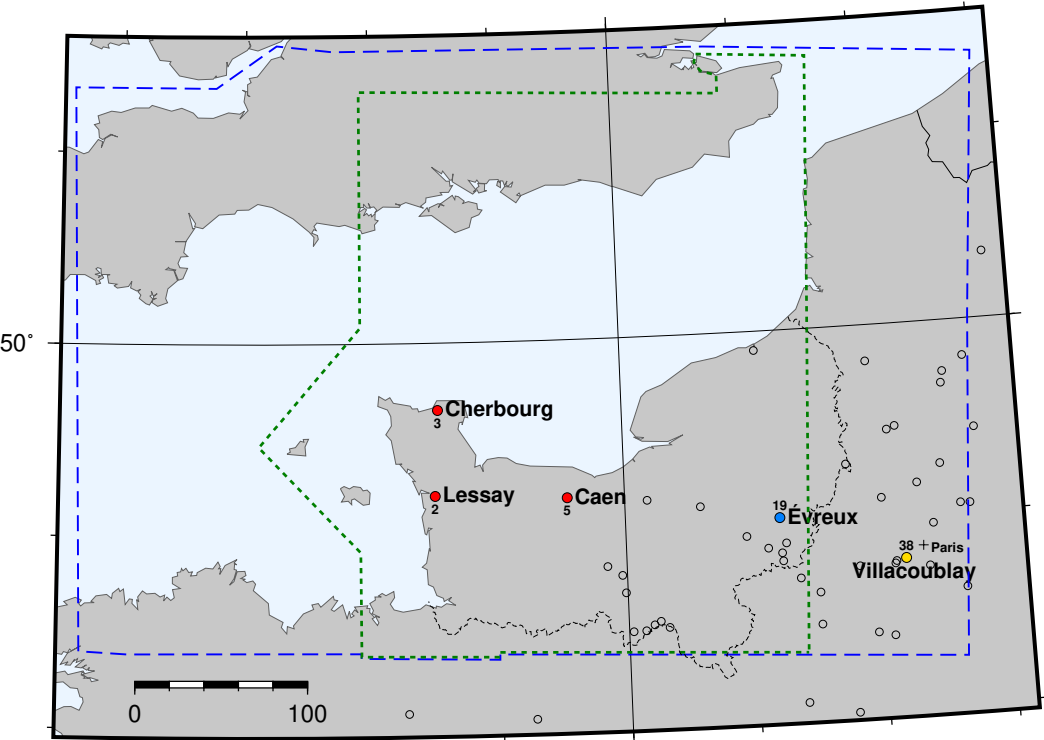 50°
Cherbourg
3
Lessay
2
Caen
5
19
Évreux
38
Paris
Villacoublay
0
100